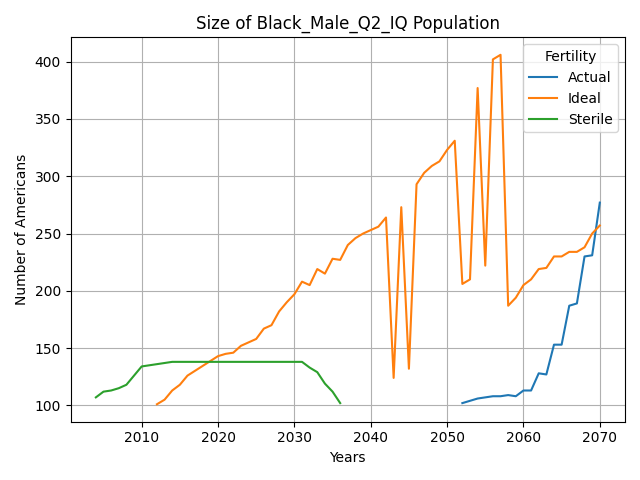 Size of Black_Male_Q2_IQ Population
Number of Americans
400
350
300
250
200
150
100
2010
2020
2030
2040
2050
2060
2070
Years
Fertility
Actual
Ideal
Sterile